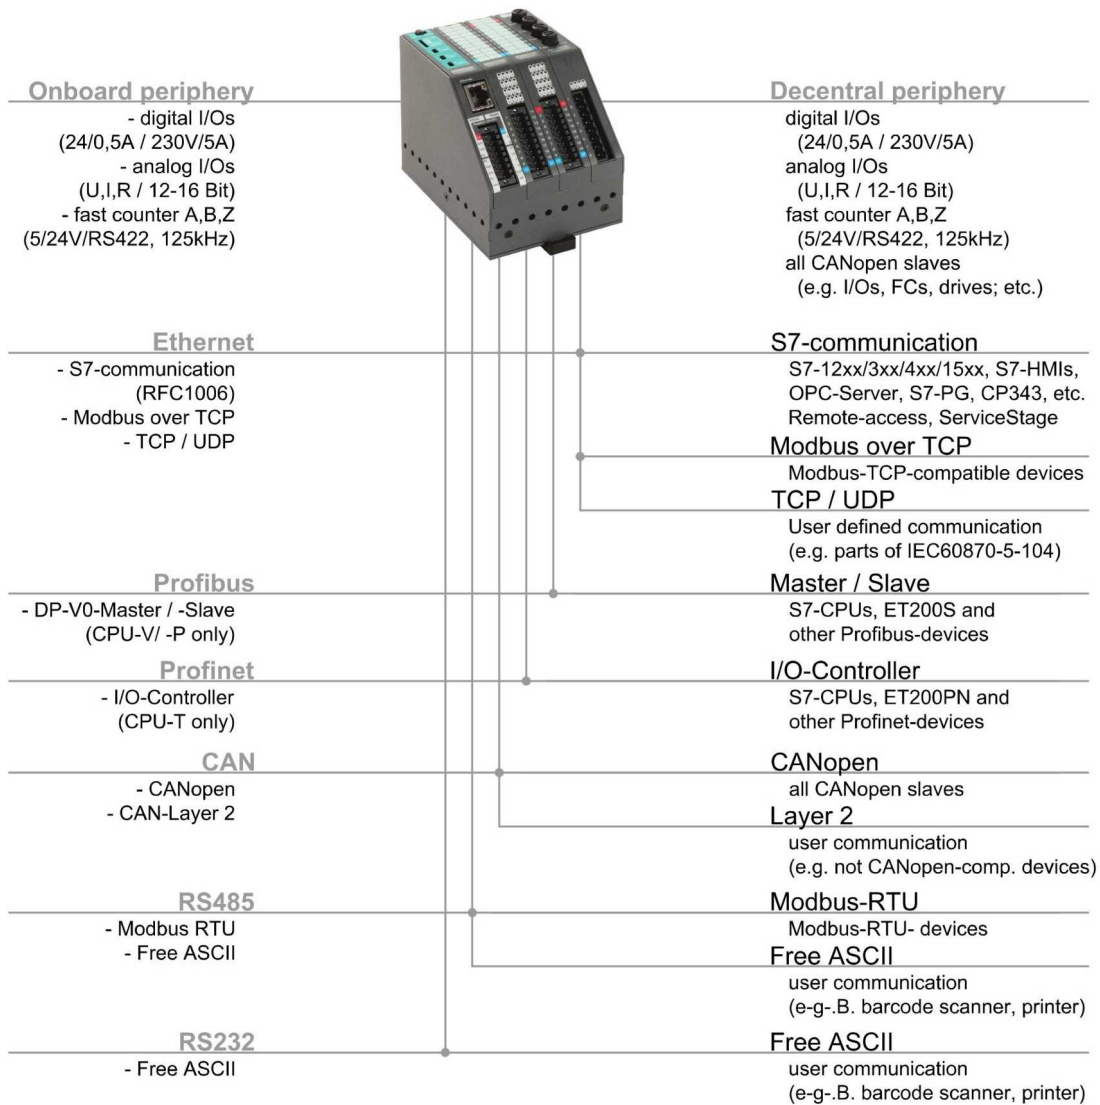 Onboard periphery
- digital I/Os
(24/0,5A / 230V/5A)
- analog I/Os
(U,I,R / 12-16 Bit)
- fast counter A,B,Z
(5/24V/RS422, 125kHz)
Decentral periphery
digital I/Os
(24/0,5A / 230V/5A)
analog I/Os
(U,I,R / 12-16 Bit)
fast counter A,B,Z
(5/24V/RS422, 125kHz)
all CANopen slaves
(e.g. I/Os, FCs, drives; etc.)
Ethernet
- S7-communication
(RFC1006)
- Modbus over TCP
- TCP / UDP
S7-communication
S7-12xx/3xx/4xx/15xx, S7-HMIs,
OPC-Server, S7-PG, CP343, etc.
Remote-access, ServiceStage
Modbus over TCP
Modbus-TCP-compatible devices
TCP / UDP
User defined communication
(e.g. parts of IEC60870-5-104)
Profibus
- DP-V0-Master / -Slave
(CPU-V/ -P only)
Master / Slave
S7-CPUs, ET200S and
other Profibus-devices
Profinet
- I/O-Controller
(CPU-T only)
I/O-Controller
S7-CPUs, ET200PN and
other Profinet-devices
CAN
- CANopen
- CAN-Layer 2
CANopen
all CANopen slaves
Layer 2
user communication
(e.g. not CANopen-comp. devices)
RS485
- Modbus RTU
- Free ASCII
Modbus-RTU
Modbus-RTU- devices
Free ASCII
user communication
(e-g-.B. barcode scanner, printer)
RS232
- Free ASCII
Free ASCII
user communication
(e-g-.B. barcode scanner, printer)